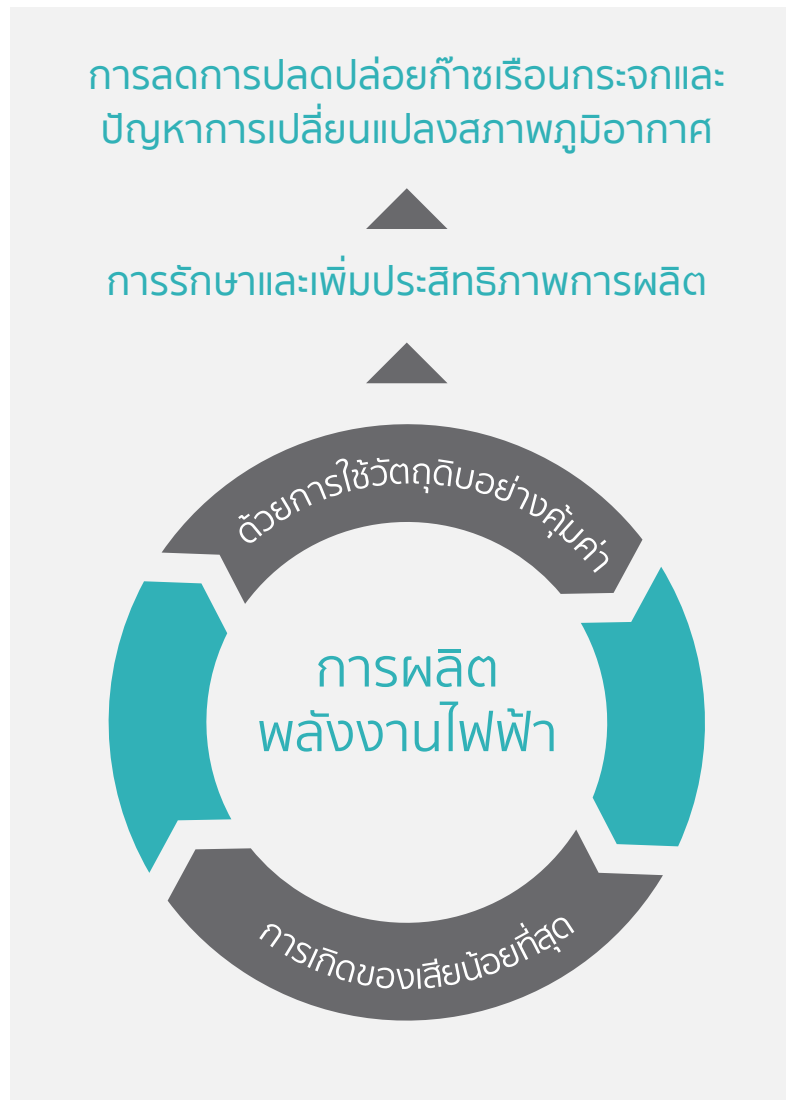 การลดการปลดปล่อยก๊าซเรือนกระจกและ
ปัญหาการเปลี่ยนแปลงสภาพภูมิอากาศ
การรักษาและเพิ่มประสิทธิภาพการผลิต
ด้วยการใช้วัตถุดิบอย่างคุ้มค่า
การผลิต
พลังงานไฟฟ้า
การเกิดของเสียน้อยที่สุด